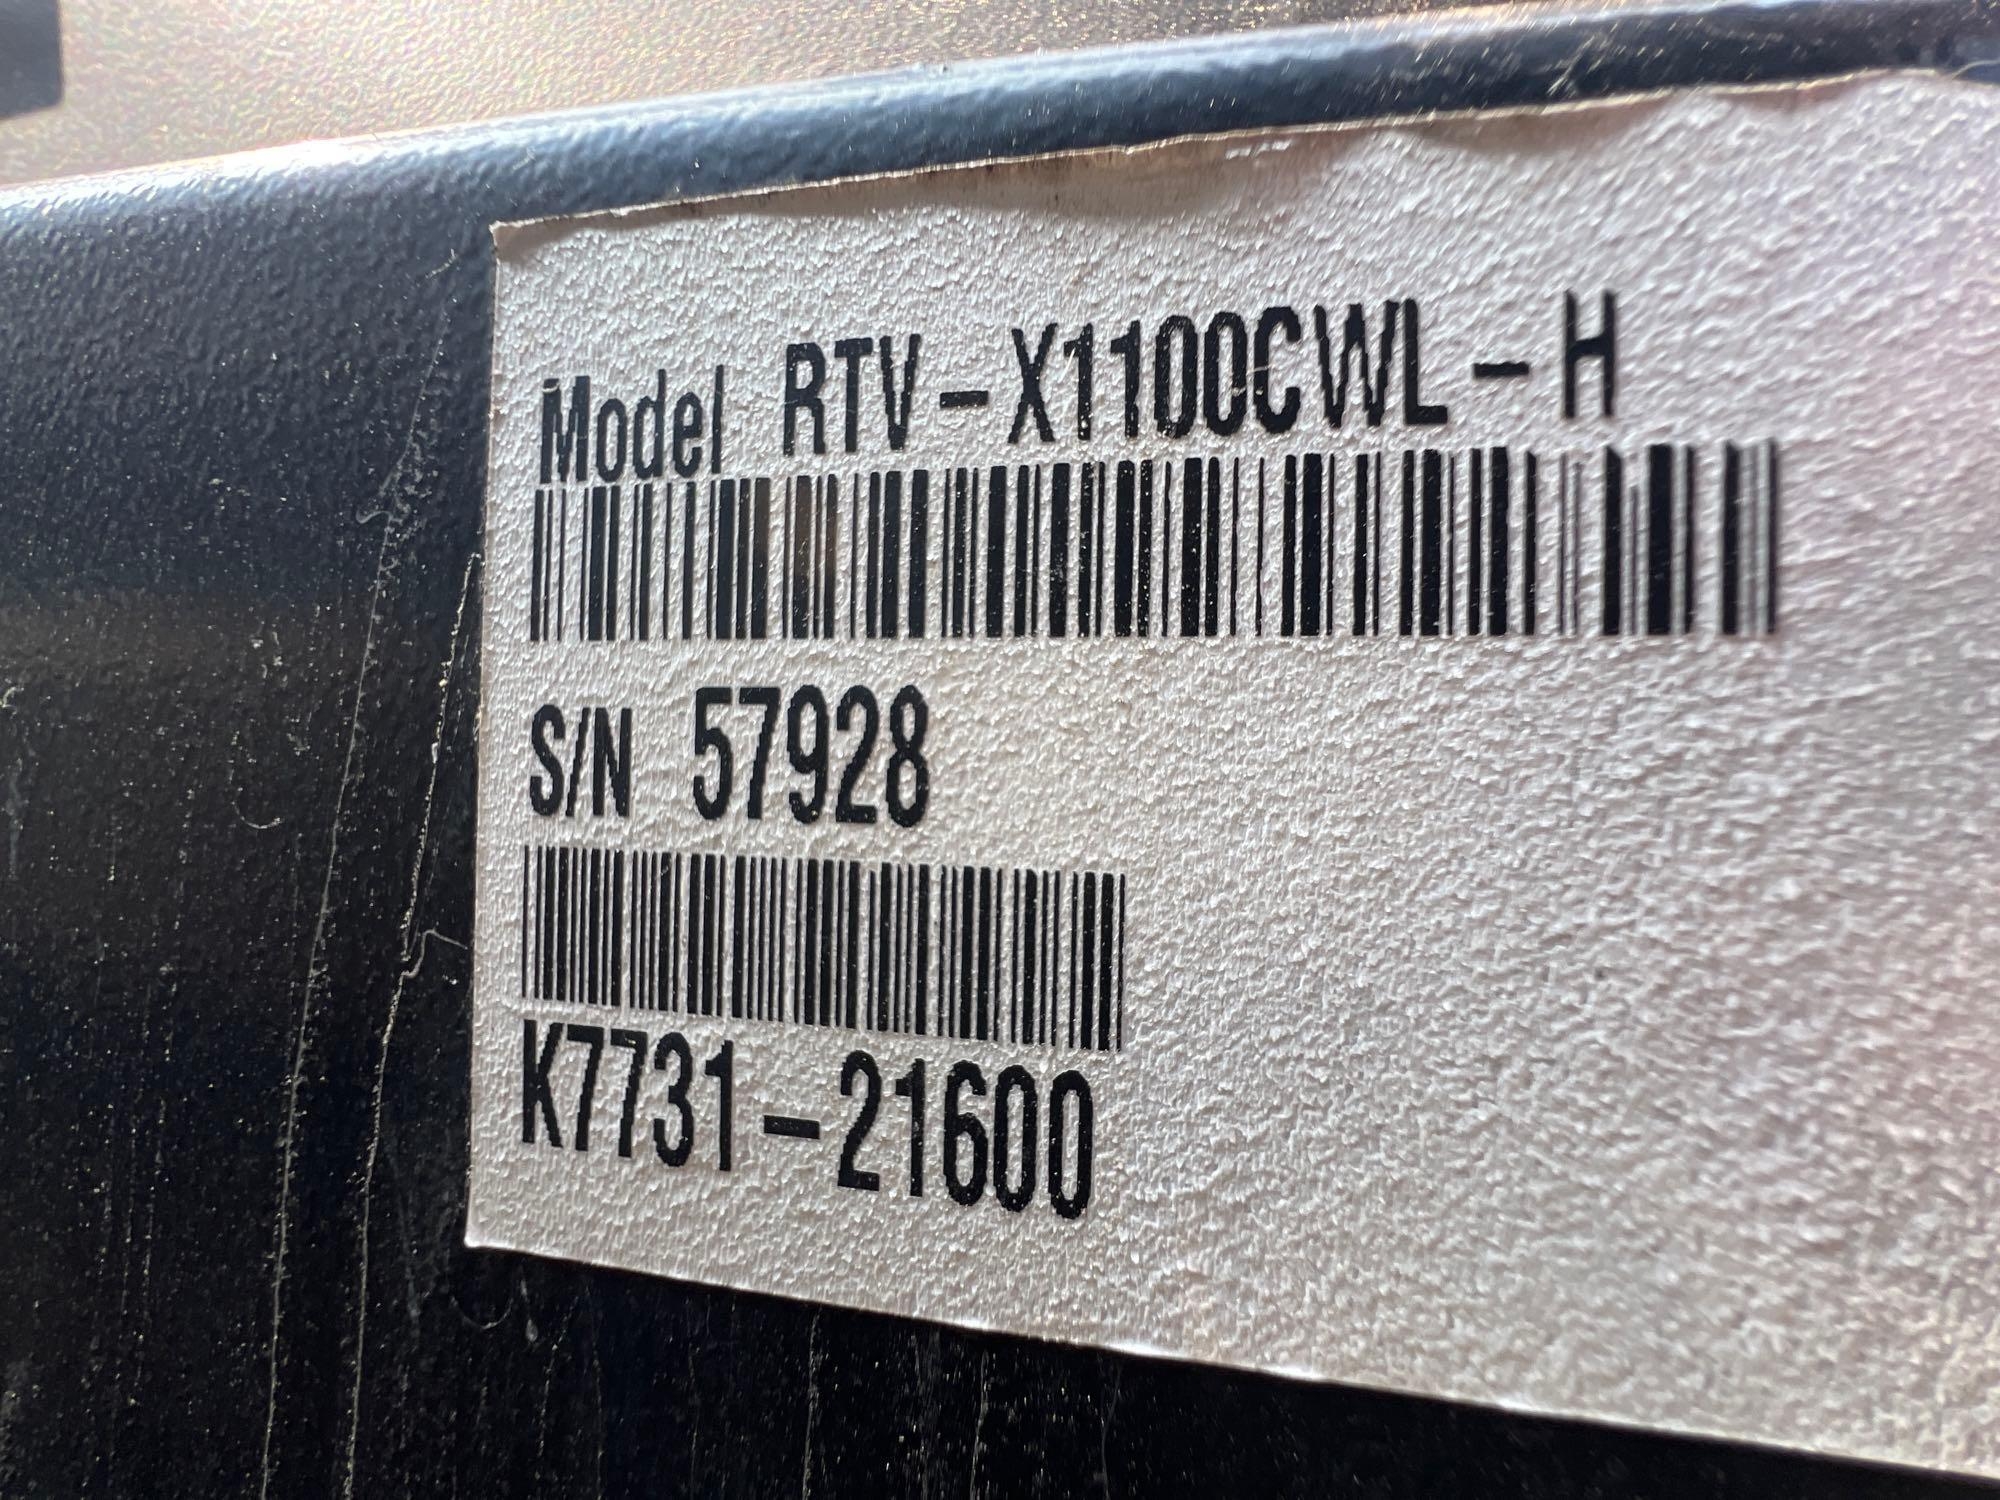 Model RTV-X1100CWL-H
S/N 57928
K7731-21600